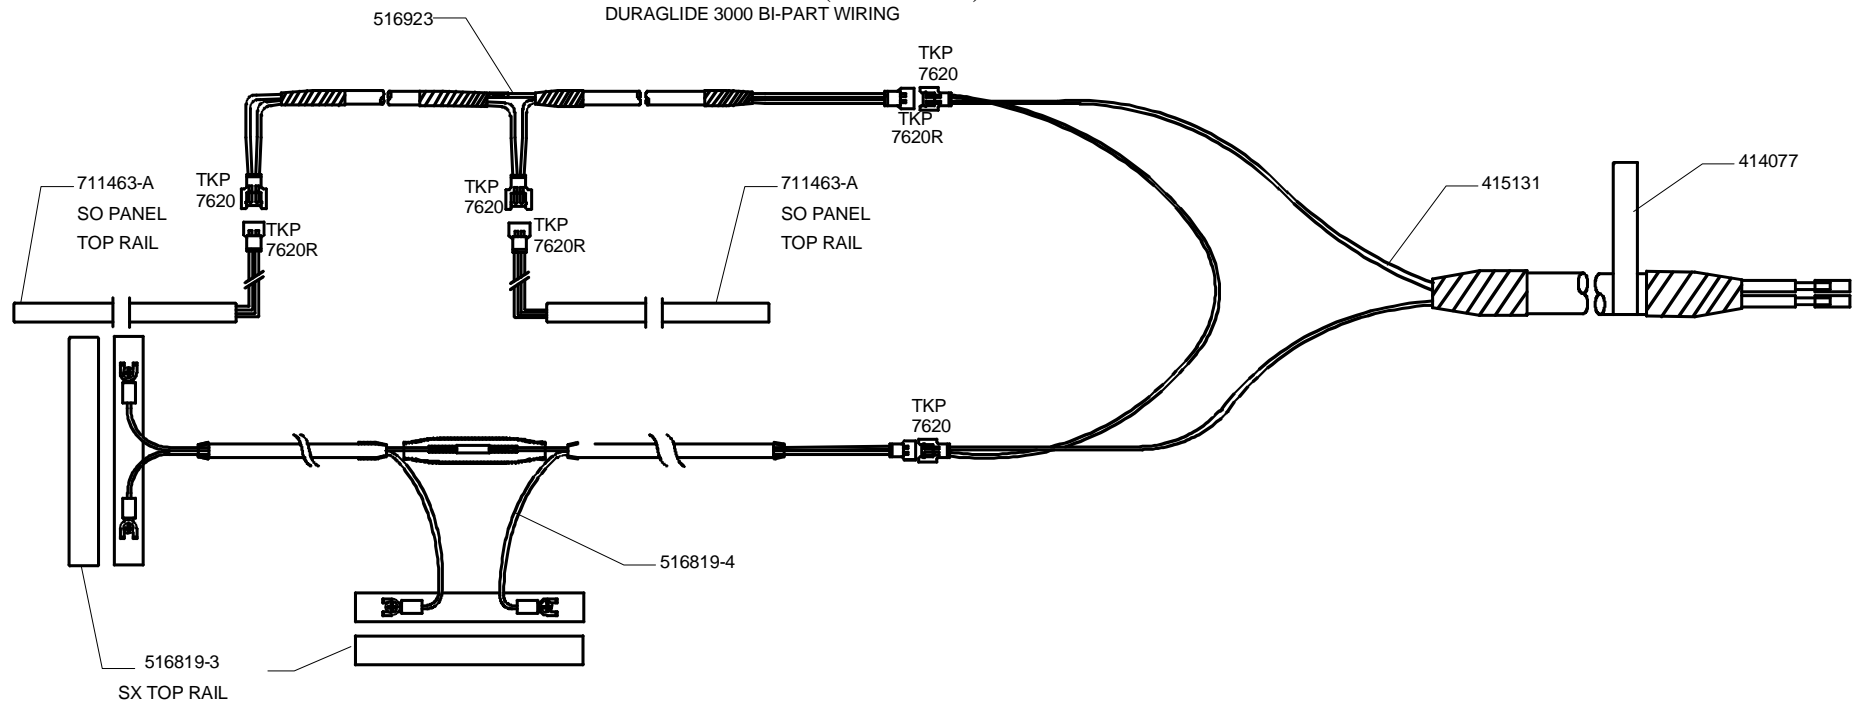 516923
DURAGLIDE 3000 BI-PART WIRING
TKP
7620
TKP
7620R
414077
415131
711463-A
SO PANEL
TOP RAIL
TKP
7620
TKP
7620R
TKP
7620
TKP
7620R
711463-A
SO PANEL
TOP RAIL
TKP
7620
516819-4
516819-3
SX TOP RAIL